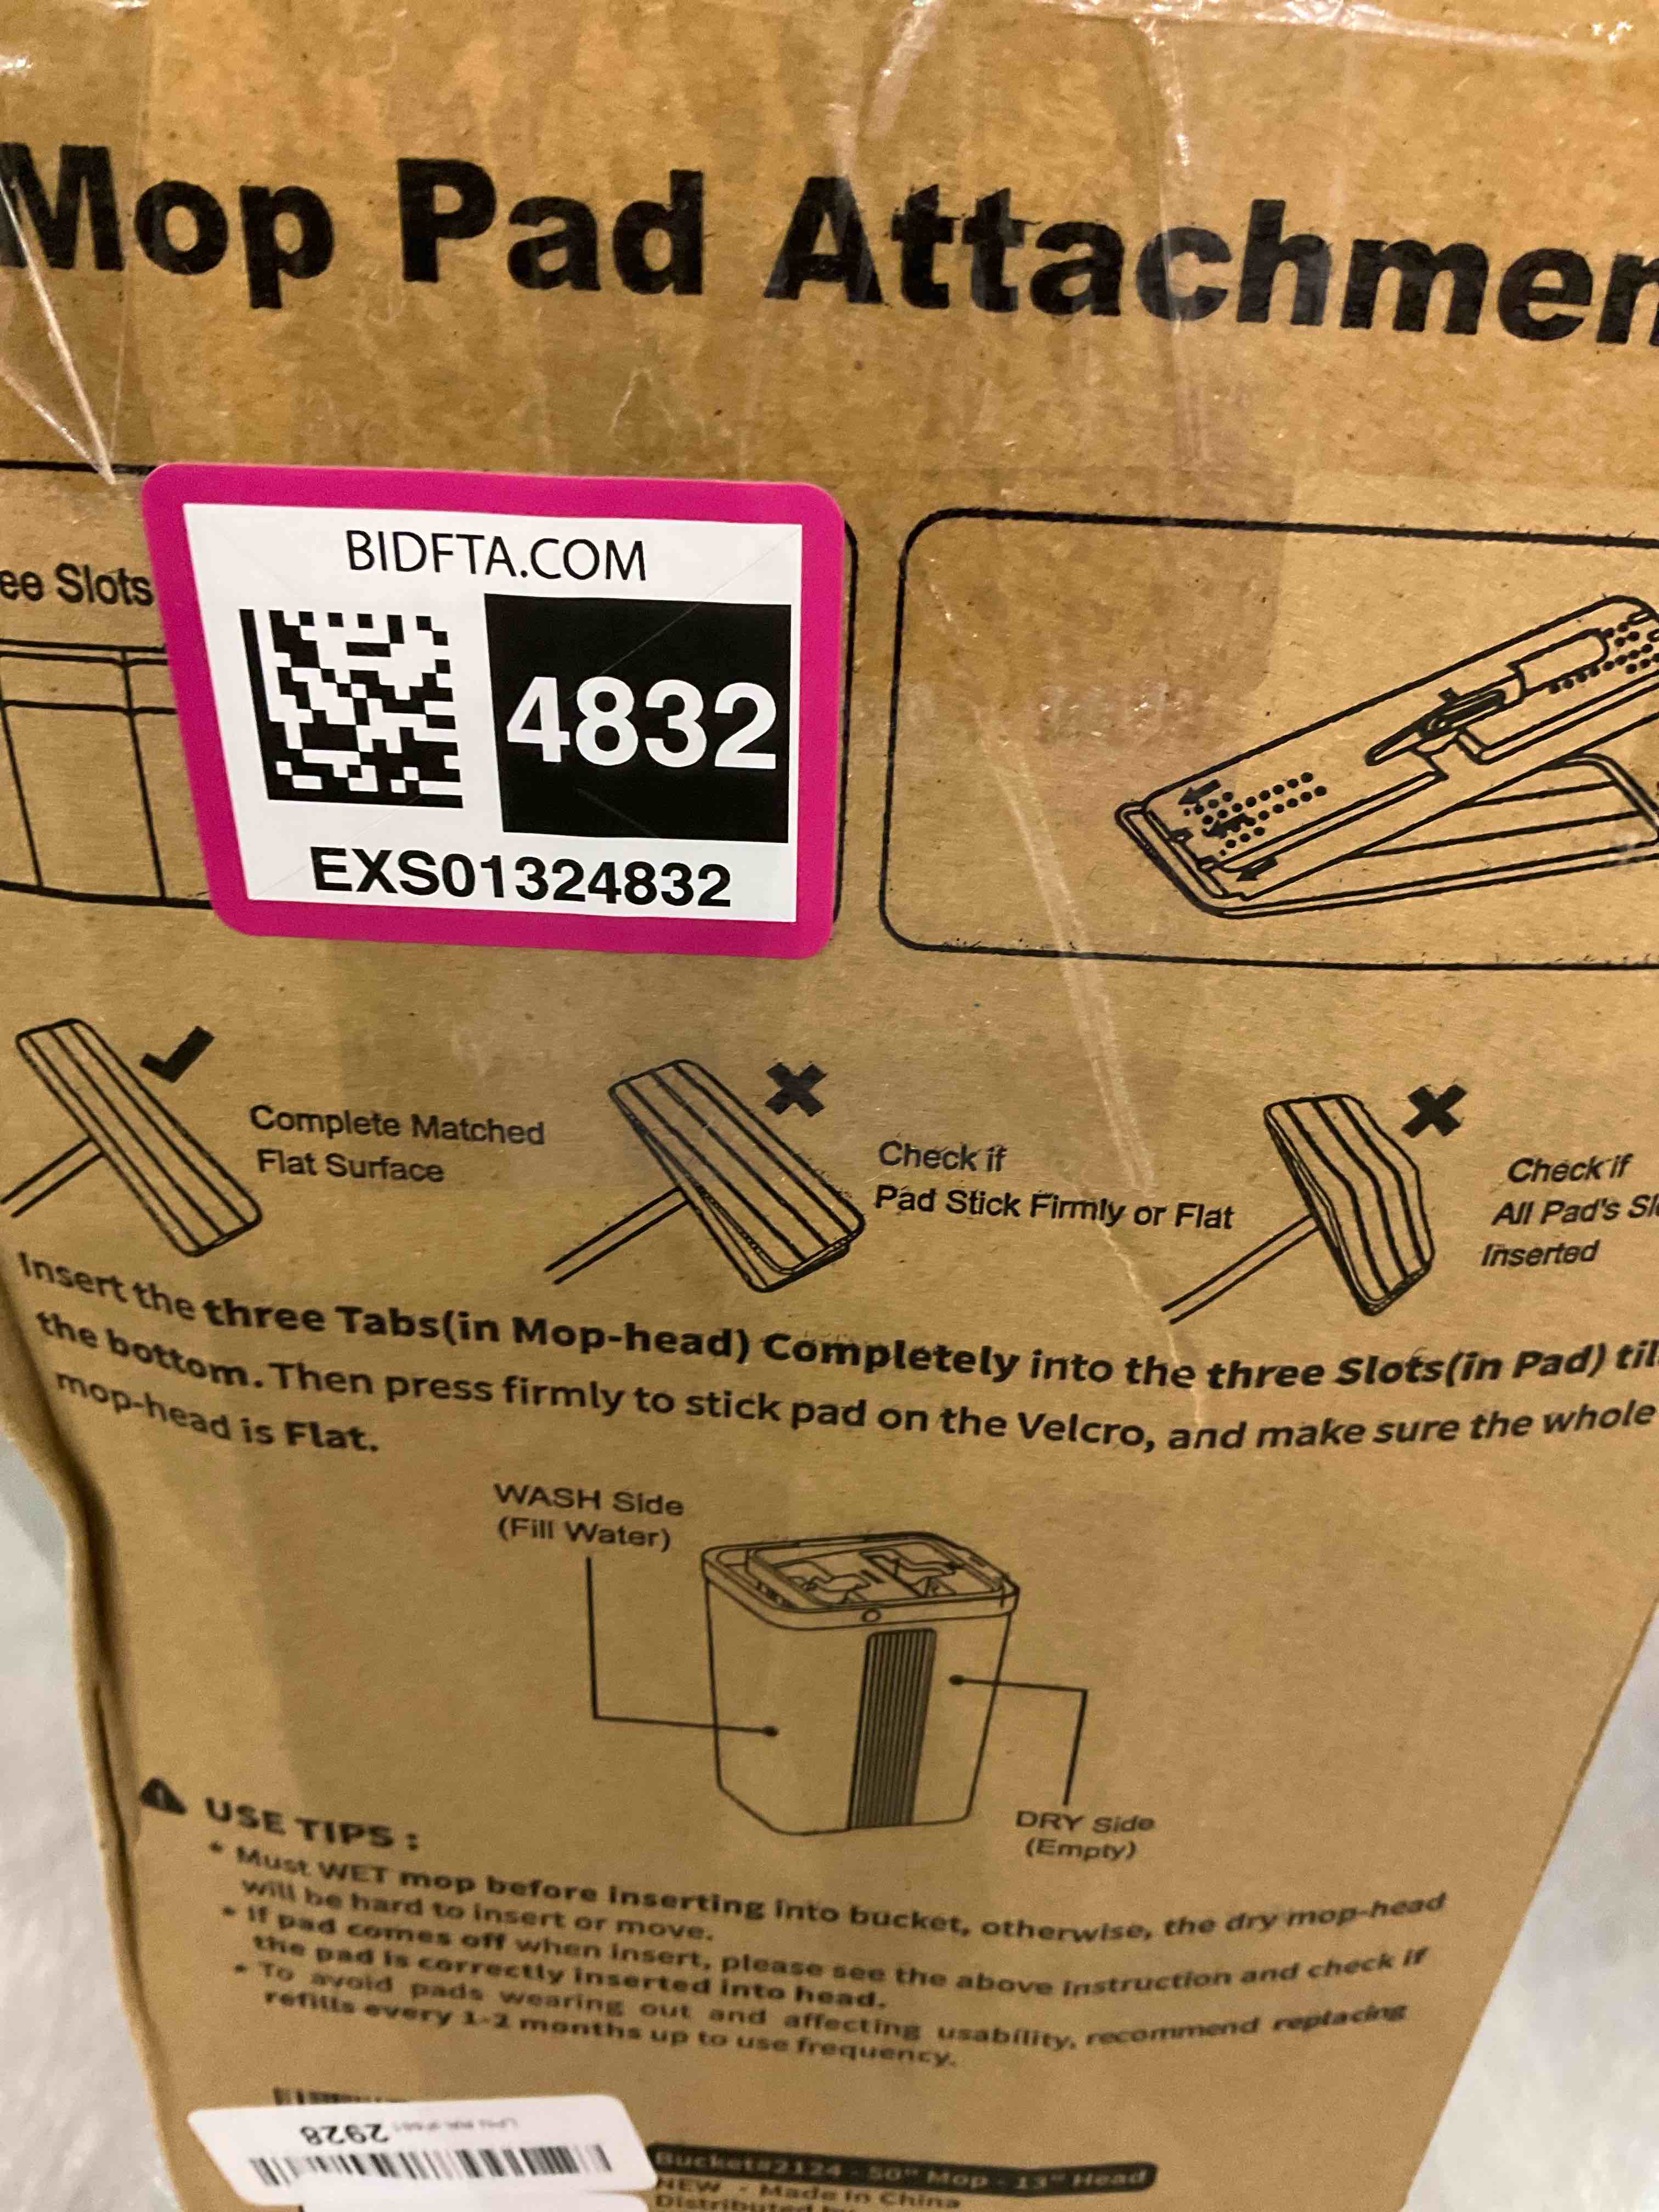 Mop Pad Attachmen
ee Slots
BIDFTA.COM
4832
EXS01324832
Complete Matched
Flat Surface
Check if
Pad Stick Firmly or Flat
Check if
All Pad's Sl
Inserted
Insert the three Tabs(in Mop-head) Completely into the three Slots(in Pad) til
the bottom. Then press firmly to stick pad on the Velcro, and make sure the whole
mop-head is Flat.
WASH Side
(Fill Water)
DRY Side
(Empty)
USE TIPS :
* Must WET mop before inserting into bucket, otherwise, the dry mop-head
will be hard to insert or move.
* If pad comes off when insert, please see the above instruction and check if
the pad is correctly inserted into head.
* To avoid pads wearing out and affecting usability, recommend replacing
refills every 1-2 months up to use frequency.
2928
Bucket#2124 - 50" Mop - 13" Head
NEW - Made in China
Distributed